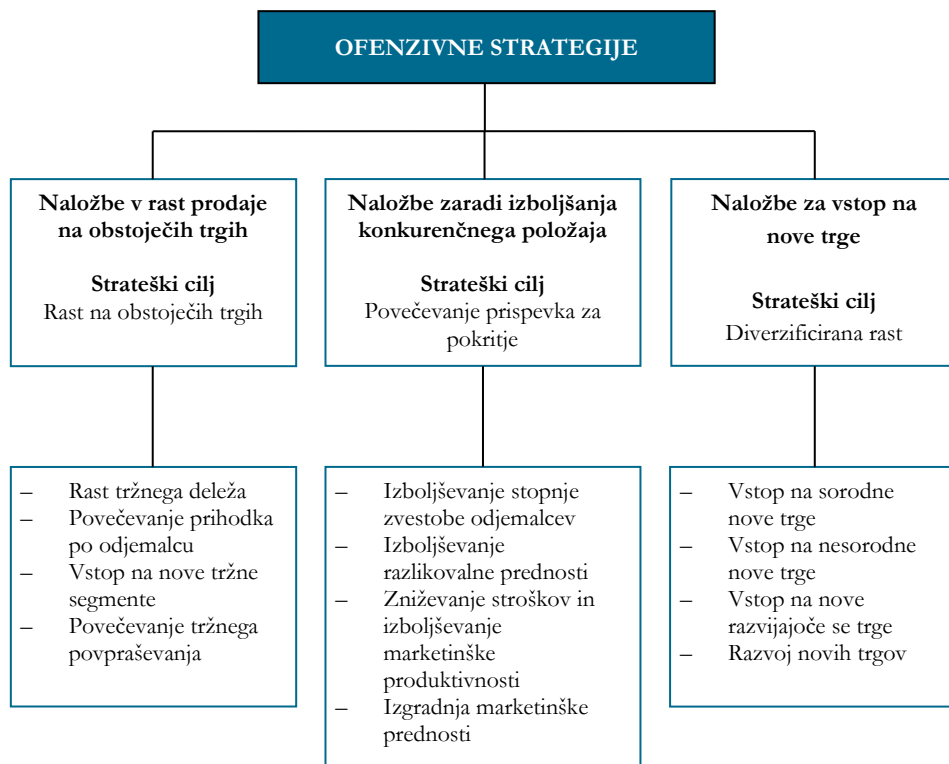 OFENZIVNE STRATEGIJE
Naložbe v rast prodaje
na obstoječih trgih
Strateški cilj
Rast na obstoječih trgih
Naložbe zaradi izboljšanja
konkurenčnega položaja
Strateški cilj
Povečevanje prispevka za
pokritje
Naložbe za vstop na
nove trge
Strateški cilj
Diverzificirana rast
– Rast tržnega deleža
– Povečevanje prihodka
po odjemalcu
– Vstop na nove tržne
segmente
– Povečevanje tržnega
povpraševanja
– Izboljševanje stopnje
zvestobe odjemalcev
– Izboljševanje
razlikovalne prednosti
– Zniževanje stroškov in
izboljševanje
marketinške
produktivnosti
– Izgradnja marketinške
prednosti
– Vstop na sorodne
nove trge
– Vstop na nesorodne
nove trge
– Vstop na nove
razvijajoče se trge
– Razvoj novih trgov